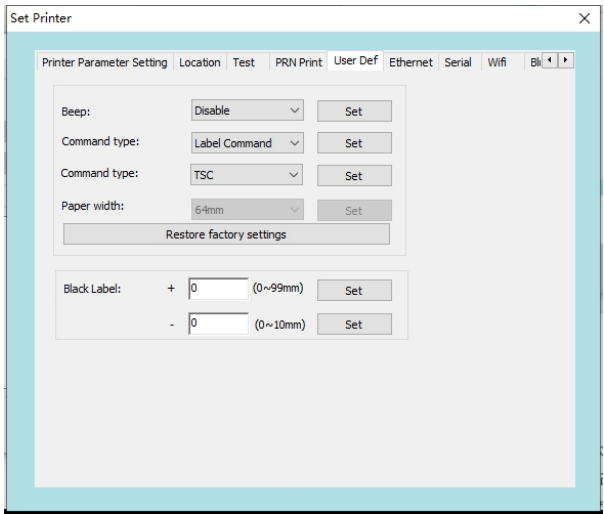 Set Printer
Printer Parameter Setting Location Test PRN Print User Def Ethernet Serial Wifi
Beep: Disable Set
Command type: Label Command Set
Command type: TSC Set
Paper width: 64mm Set
Restore factory settings
Black Label: + 0 (0~99mm) Set
- 0 (0~10mm) Set